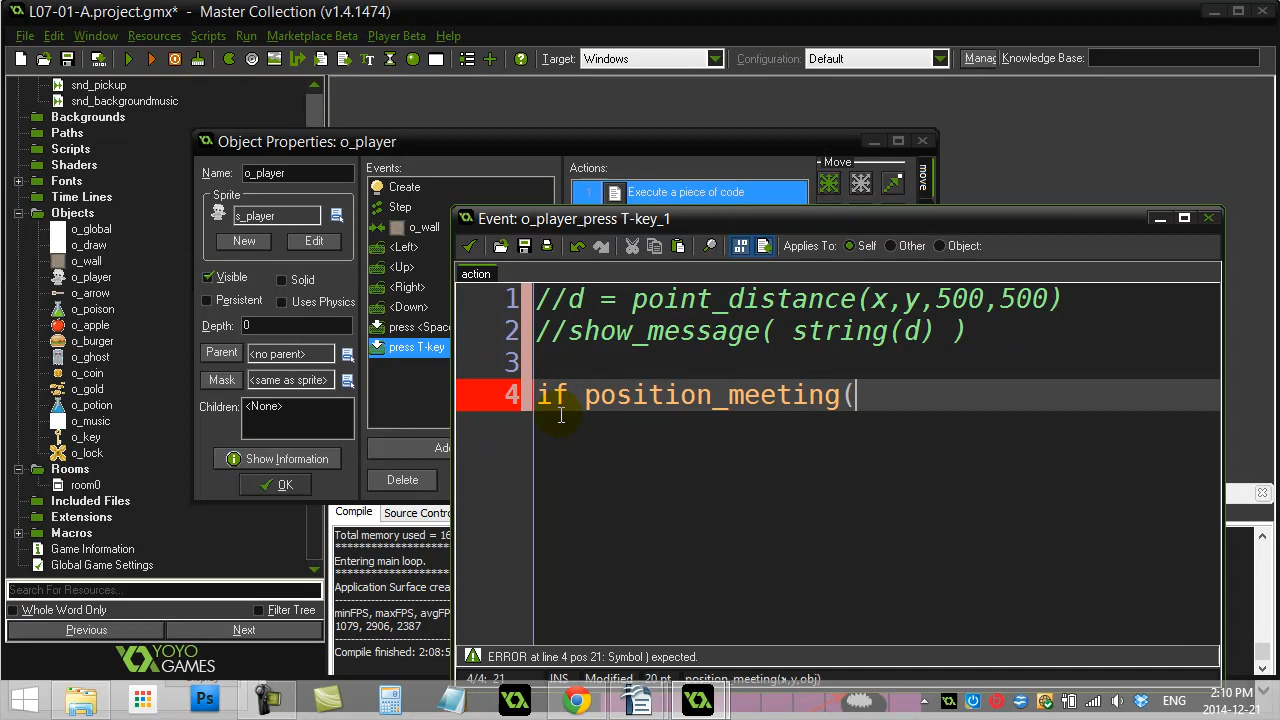 L07-01-A.project.gmx* - Master Collection (v1.4.1474)
File Edit Window Resources Scripts Run Marketplace Beta Player Beta Help
Target: Windows Configuration: Default Manag Knowledge Base:
snd_pickup
snd_backgroundmusic
Backgrounds
Paths
Scripts
Shaders
Fonts
Time Lines
Objects
o_global
o_draw
o_wall
o_player
o_arrow
o_poison
o_apple
o_burger
o_ghost
o_coin
o_gold
o_potion
o_music
o_key
o_lock
Rooms
room0
Included Files
Extensions
Macros
Game Information
Global Game Settings
Search For Resources...
Whole Word Only Filter Tree
Previous Next
YOYO
GAMES
Object Properties: o_player
Name: o_player
Sprite
s_player
New Edit
Visible Solid
Persistent Uses Physics
Depth: 0
Parent <no parent>
Mask <same as sprite>
Children: <None>
Show Information
OK
Events:
Create
Step
o_wall
<Left>
<Up>
<Right>
<Down>
press <Space
press T-key
Ad
Delete
Actions:
1 Execute a piece of code
Move
move
Event: o_player_press T-key_1
Applies To: Self Other Object:
action
1 //d = point_distance(x,y,500,500)
2 //show_message( string(d) )
3
4 if position_meeting(
ERROR at line 4 pos 21: Symbol ) expected.
4/4: 21 INS Modified 20 pt position_meeting(x,y,obj)
Compile Source Contro
Total memory used = 16
Entering main loop.
Application Surface crea
minFPS, maxFPS, avgFP
1079, 2906, 2387
Compile finished: 2:08:5
Ps
ENG
2:10 PM
2014-12-21